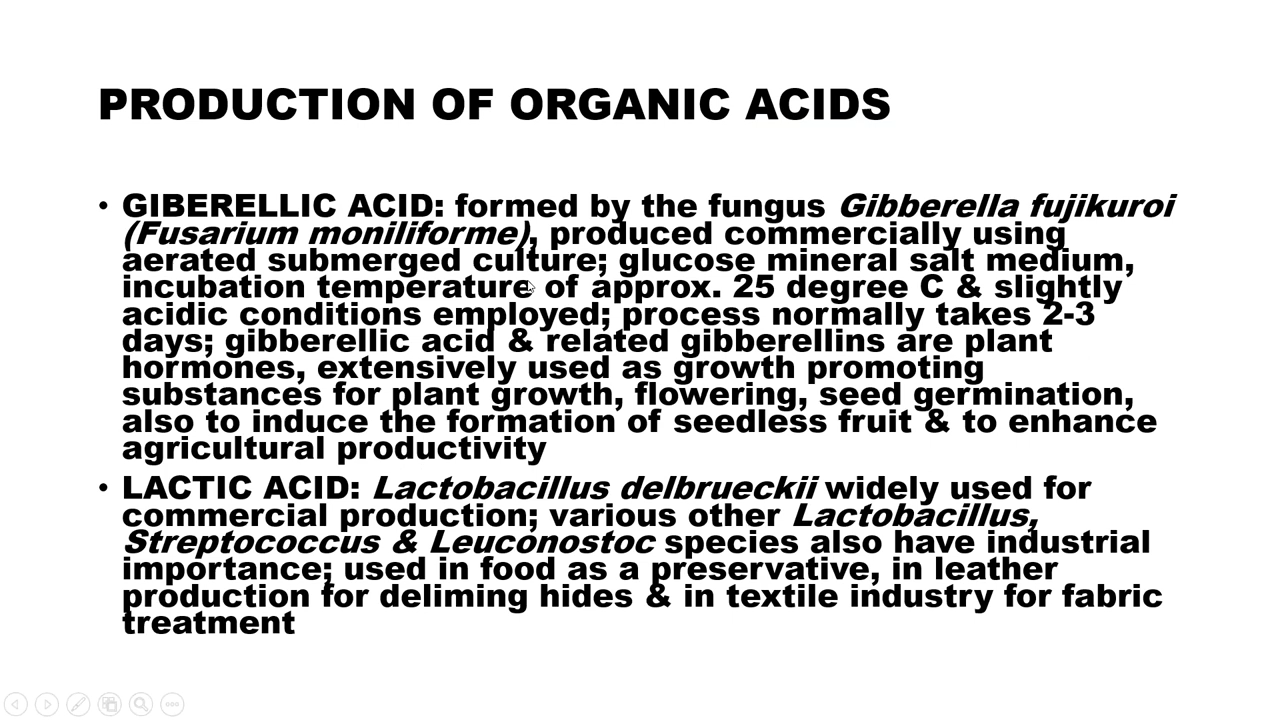 PRODUCTION OF ORGANIC ACIDS
• GIBERELLIC ACID: formed by the fungus Gibberella fujikuroi
(Fusarium moniliforme), produced commercially using
aerated submerged culture; glucose mineral salt medium,
incubation temperature of approx. 25 degree C & slightly
acidic conditions employed; process normally takes 2-3
days; gibberellic acid & related gibberellins are plant
hormones, extensively used as growth promoting
substances for plant growth, flowering, seed germination,
also to induce the formation of seedless fruit & to enhance
agricultural productivity
• LACTIC ACID: Lactobacillus delbrueckii widely used for
commercial production; various other Lactobacillus,
Streptococcus & Leuconostoc species also have industrial
importance; used in food as a preservative, in leather
production for deliming hides & in textile industry for fabric
treatment